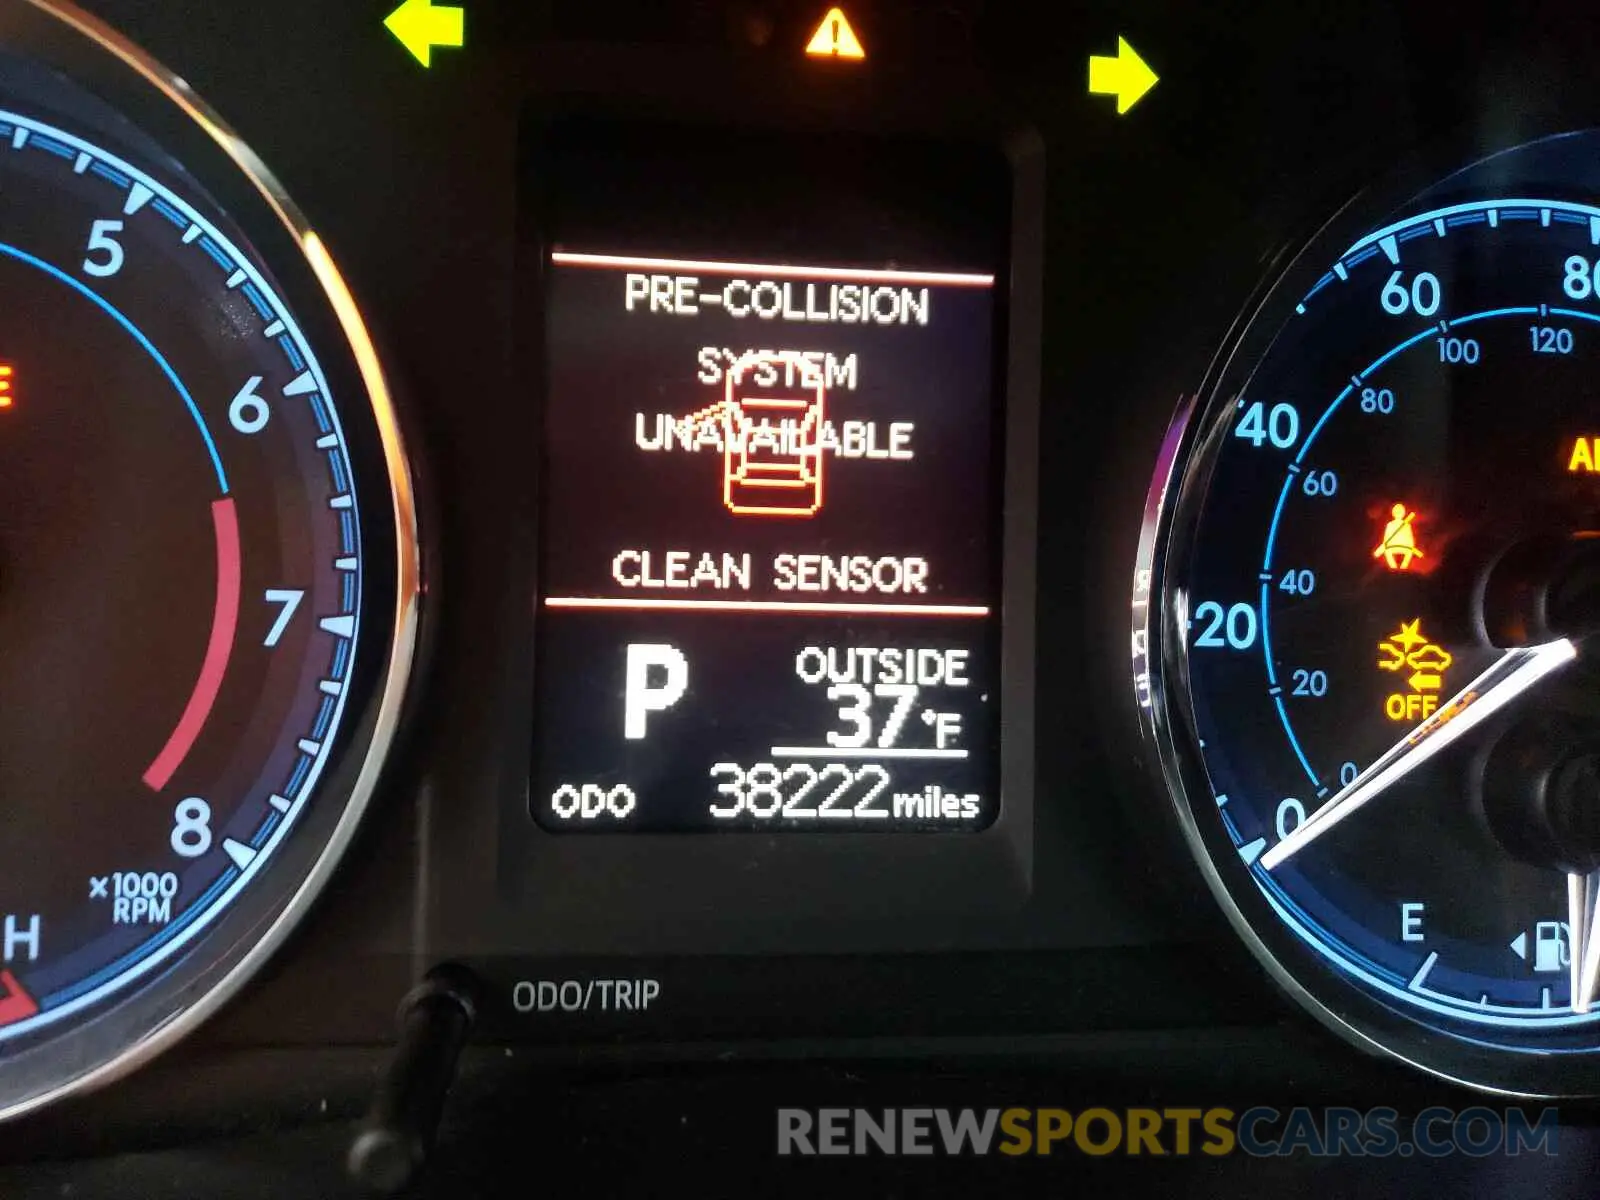 5
6
7
8
×1000
RPM
H
PRE-COLLISION
SYSTEM
UNAVAILABLE
CLEAN SENSOR
P
OUTSIDE
37°F
ODO 38222 miles
ODO/TRIP
0
20
40
60
80
0
20
40
60
80
100
120
OFF
E
RENEWSPORTSCARS.COM